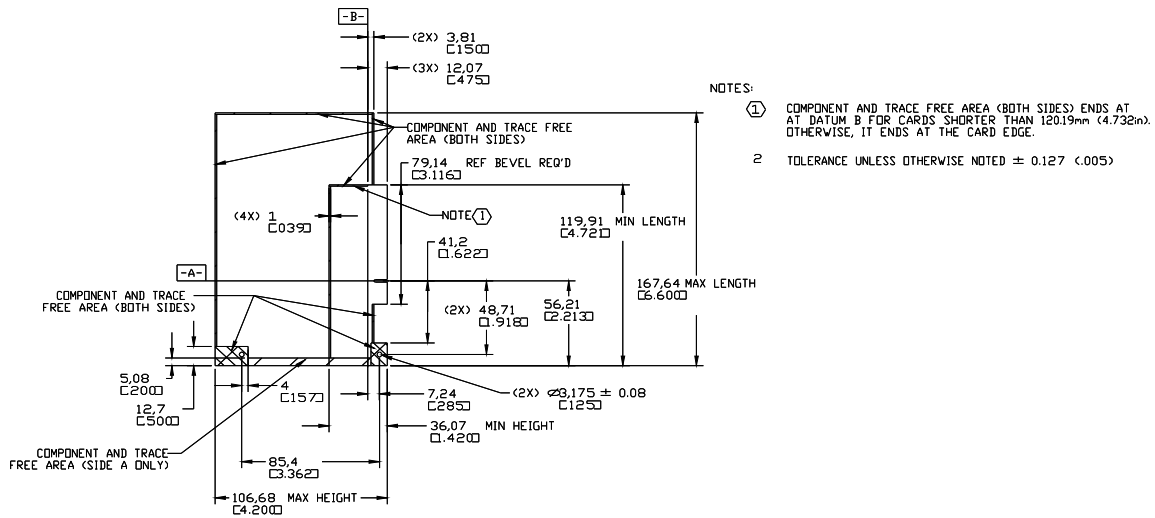 -B-
(2X) 3,81
[.150]
(3X) 12,07
[.475]
NOTES:
1 COMPONENT AND TRACE FREE AREA (BOTH SIDES) ENDS AT
AT DATUM B FOR CARDS SHORTER THAN 120.19mm (4.732in).
OTHERWISE, IT ENDS AT THE CARD EDGE.
2 TOLERANCE UNLESS OTHERWISE NOTED ± 0.127 (.005)
COMPONENT AND TRACE FREE
AREA (BOTH SIDES)
79,14 REF BEVEL REQ'D
[3.116]
(4X) 1
[.039]
NOTE 1
119,91 MIN LENGTH
[4.721]
41,2
[1.622]
-A-
167,64 MAX LENGTH
[6.600]
COMPONENT AND TRACE
FREE AREA (BOTH SIDES)
(2X) 48,71
[1.918]
56,21
[2.213]
5,08
[.200]
4
[.157]
12,7
[.500]
7,24
[.285]
(2X) ⌀3,175 ± 0.08
[.125]
36,07 MIN HEIGHT
[1.420]
COMPONENT AND TRACE
FREE AREA (SIDE A ONLY)
85,4
[3.362]
106,68 MAX HEIGHT
[4.200]